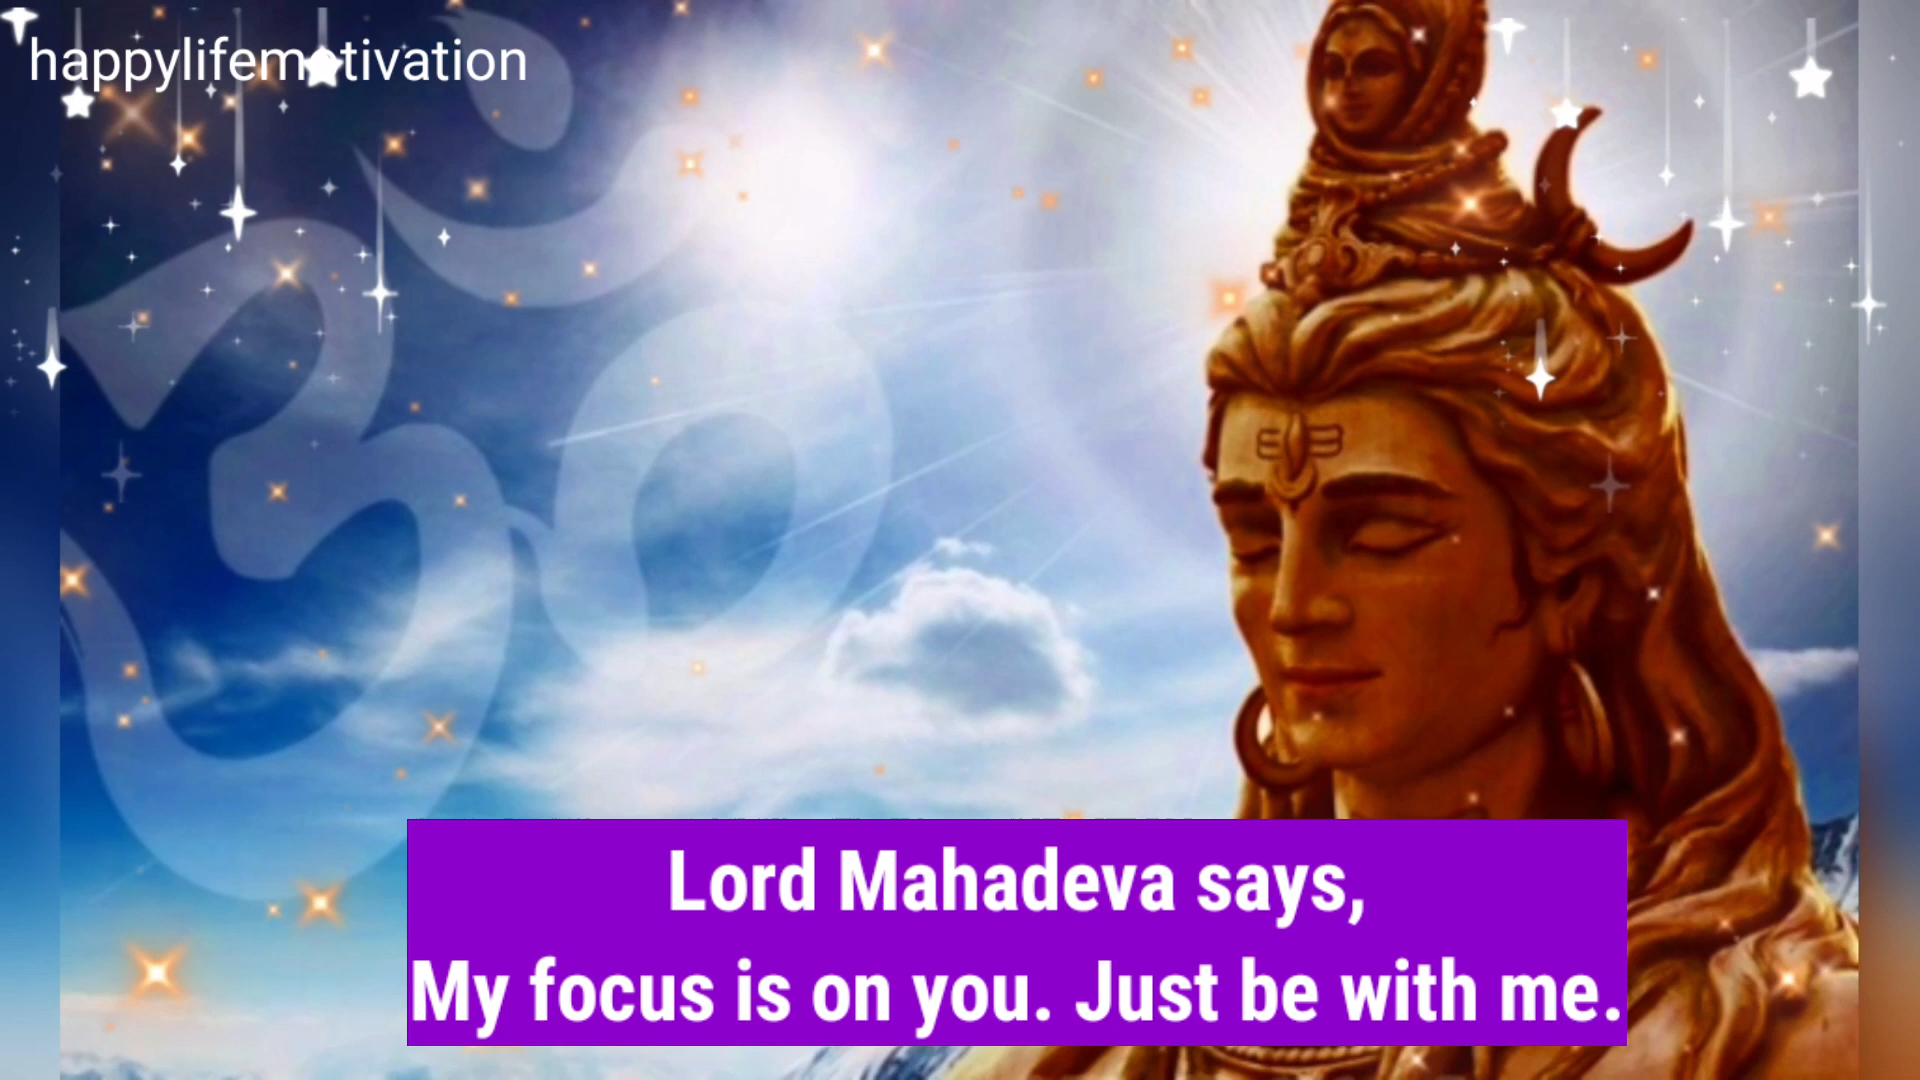 happylifemotivation
ॐ
Lord Mahadeva says,
My focus is on you. Just be with me.